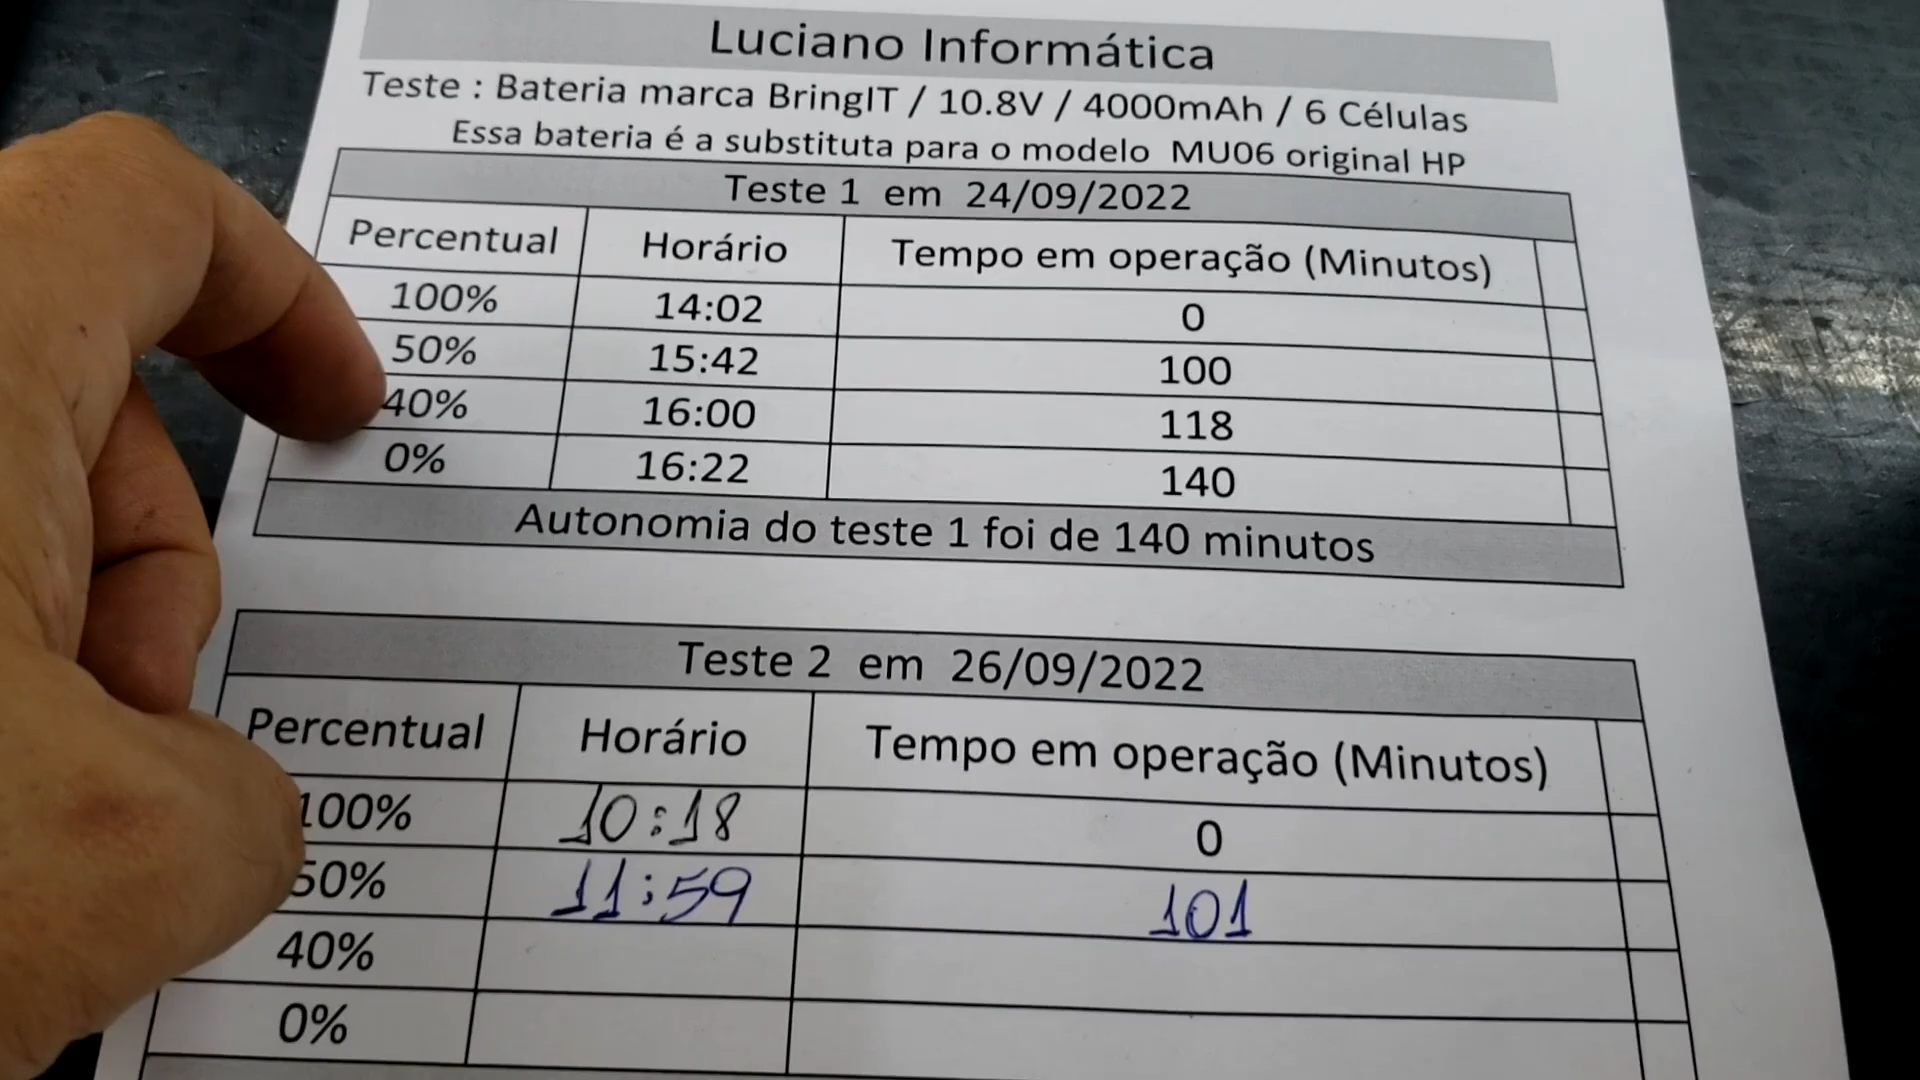 Luciano Informática
Teste : Bateria marca BringIT / 10.8V / 4000mAh / 6 Células
Essa bateria é a substituta para o modelo MU06 original HP
Teste 1 em 24/09/2022
Percentual Horário Tempo em operação (Minutos)
100% 14:02 0
50% 15:42 100
40% 16:00 118
0% 16:22 140
Autonomia do teste 1 foi de 140 minutos
Teste 2 em 26/09/2022
Percentual Horário Tempo em operação (Minutos)
100% 10:18 0
50% 11:59 101
40%
0%